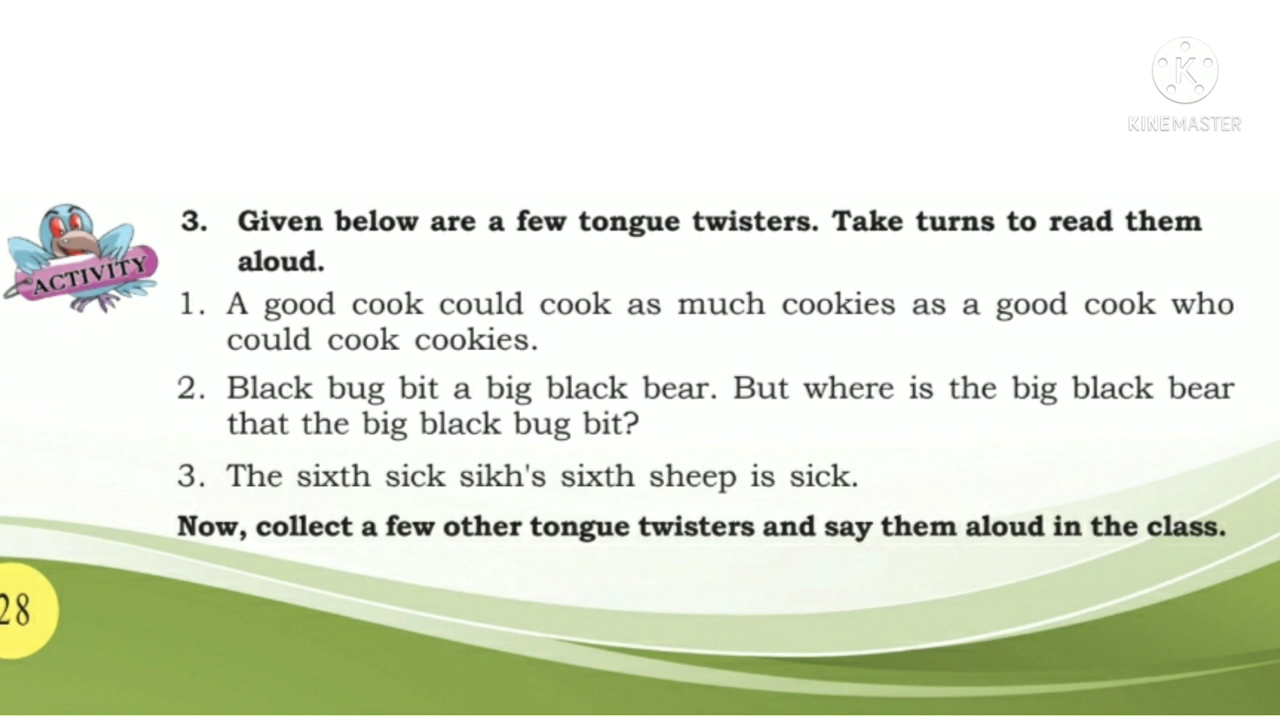 KINEMASTER
ACTIVITY
3. Given below are a few tongue twisters. Take turns to read them
aloud.
1. A good cook could cook as much cookies as a good cook who
could cook cookies.
2. Black bug bit a big black bear. But where is the big black bear
that the big black bug bit?
3. The sixth sick sikh's sixth sheep is sick.
Now, collect a few other tongue twisters and say them aloud in the class.
28